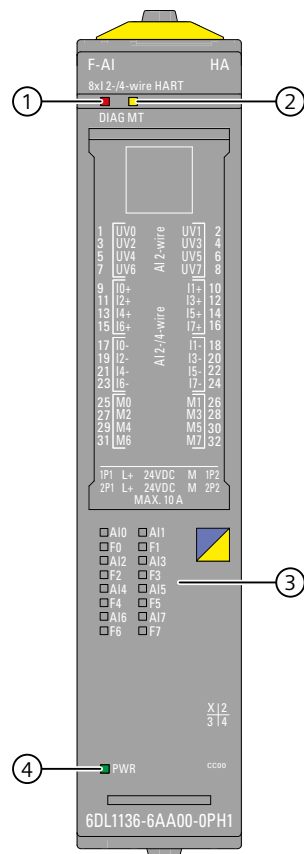 F-AI HA
8xI 2-/4-wire HART
1
2
DIAG MT
1 UV0 UV1 2
3 UV2 UV3 4
5 UV4 UV5 6
7 UV6 UV7 8
AI 2-wire
9 I0+ I1+ 10
11 I2+ I3+ 12
13 I4+ I5+ 14
15 I6+ I7+ 16
AI 2-/4-wire
17 I0- I1- 18
19 I2- I3- 20
21 I4- I5- 22
23 I6- I7- 24
25 M0 M1 26
27 M2 M3 28
29 M4 M5 30
31 M6 M7 32
1P1 L+ 24VDC M 1P2
2P1 L+ 24VDC M 2P2
MAX. 10 A
AI0 AI1
F0 F1
AI2 AI3
F2 F3
AI4 AI5
F4 F5
AI6 AI7
F6 F7
3
X 2
3 4
4
PWR
CC00
6DL1136-6AA00-0PH1